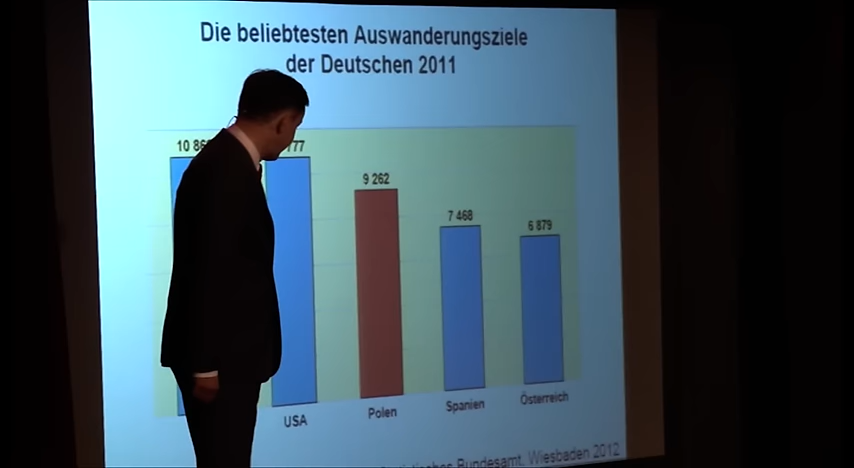 Die beliebtesten Auswanderungsziele
der Deutschen 2011
9 262
7 468
6 879
USA
Polen
Spanien
Österreich
Bundesamt, Wiesbaden 2012